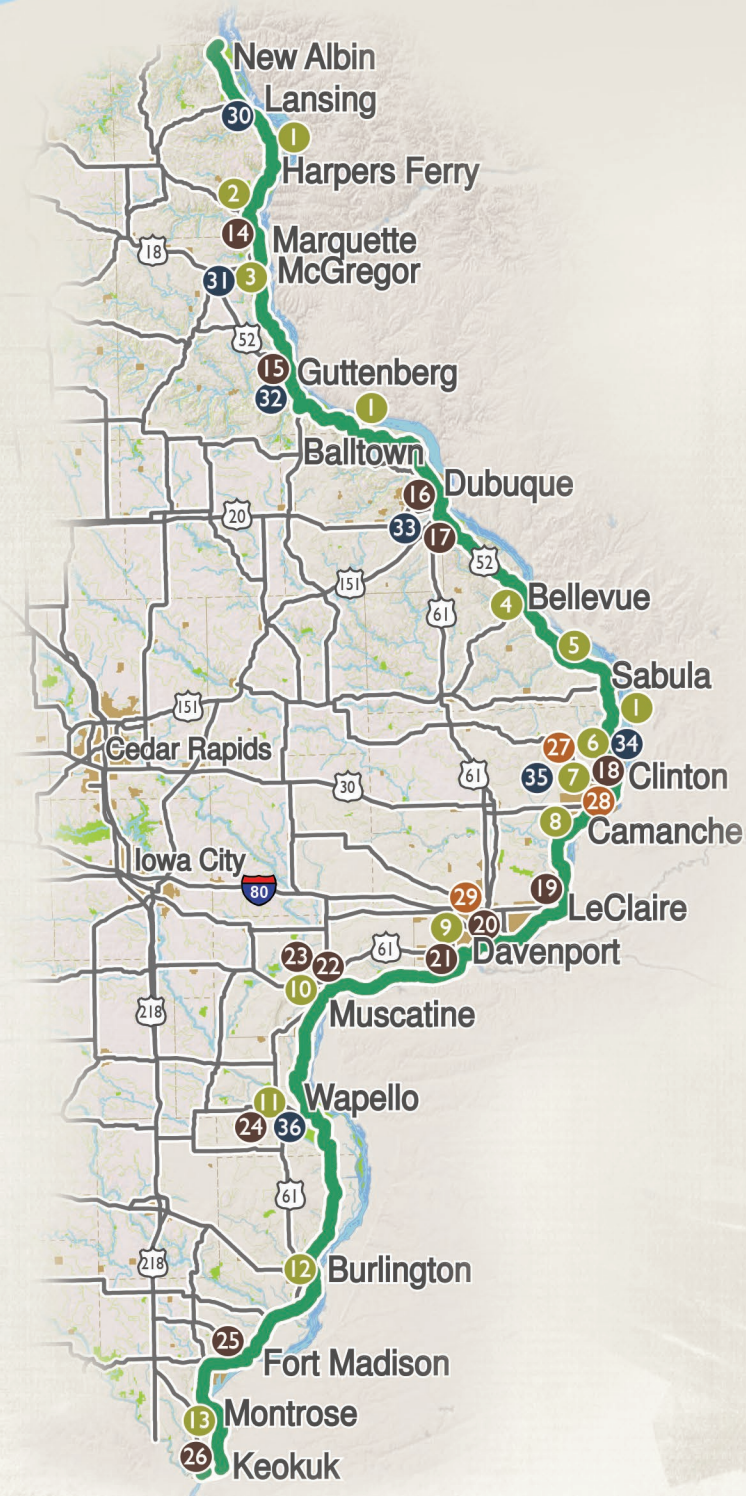 New Albin
Lansing
30
1
Harpers Ferry
2
14
Marquette
18
McGregor
31
3
52
15
Guttenberg
32
1
Balltown
Dubuque
16
20
33
17
52
151
61
4
Bellevue
5
Sabula
151
1
Cedar Rapids
27
6
34
61
35
7
18
Clinton
30
28
8
Camanche
Iowa City
80
19
29
LeClaire
9
20
61
Davenport
23
22
21
10
218
Muscatine
11
Wapello
24
36
61
218
12
Burlington
25
Fort Madison
13
Montrose
26
Keokuk